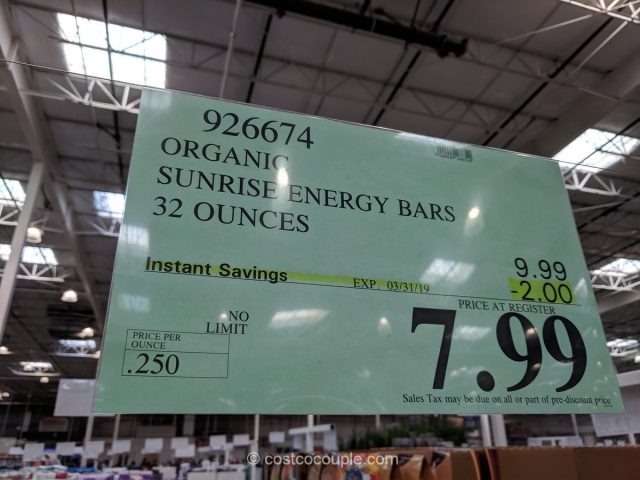 926674
ORGANIC
SUNRISE ENERGY BARS
32 OUNCES
9.99
Instant Savings EXP. 03/31/19 -2.00
PRICE AT REGISTER
7.99
NO
LIMIT
PRICE PER
OUNCE
.250
Sales Tax may be due on all or part of pre-discount price
© costcocouple.com